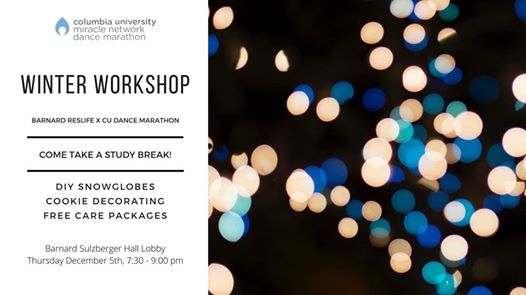 columbia university
miracle network
dance marathon
WINTER WORKSHOP
BARNARD RESLIFE X CU DANCE MARATHON
COME TAKE A STUDY BREAK!
DIY SNOWGLOBES
COOKIE DECORATING
FREE CARE PACKAGES
Barnard Sulzberger Hall Lobby
Thursday December 5th, 7:30 - 9:00 pm